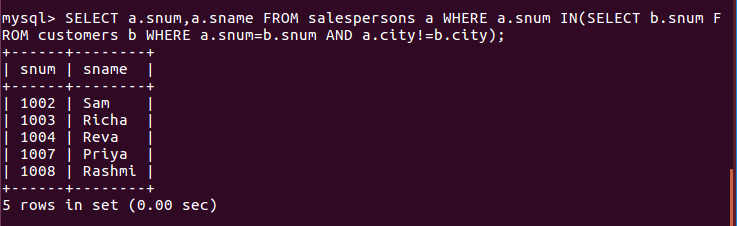 mysql> SELECT a.snum,a.sname FROM salespersons a WHERE a.snum IN(SELECT b.snum F
ROM customers b WHERE a.snum=b.snum AND a.city!=b.city);
+------+--------+
| snum | sname  |
+------+--------+
| 1002 | Sam    |
| 1003 | Richa  |
| 1004 | Reva   |
| 1007 | Priya  |
| 1008 | Rashmi |
+------+--------+
5 rows in set (0.00 sec)